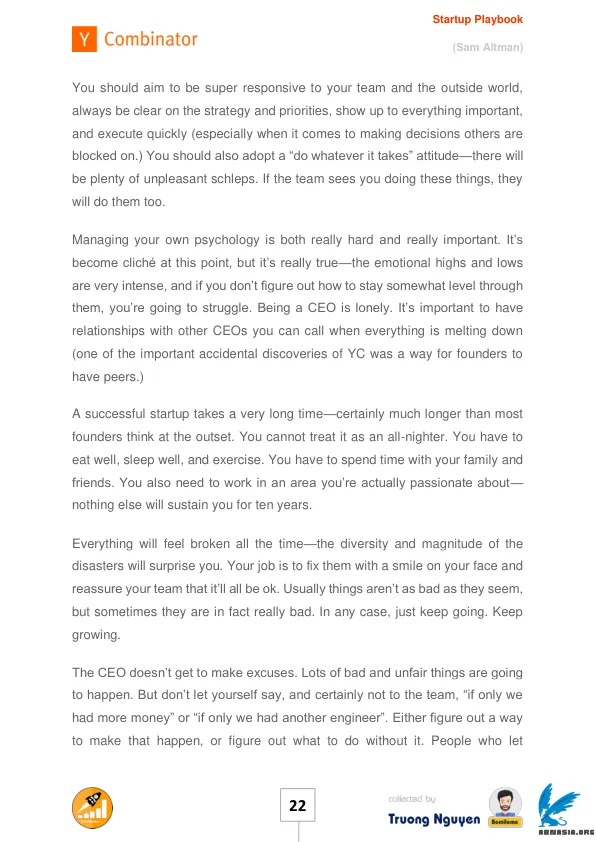 Startup Playbook
Y Combinator
(Sam Altman)
You should aim to be super responsive to your team and the outside world,
always be clear on the strategy and priorities, show up to everything important,
and execute quickly (especially when it comes to making decisions others are
blocked on.) You should also adopt a “do whatever it takes” attitude—there will
be plenty of unpleasant schleps. If the team sees you doing these things, they
will do them too.
Managing your own psychology is both really hard and really important. It’s
become cliché at this point, but it’s really true—the emotional highs and lows
are very intense, and if you don’t figure out how to stay somewhat level through
them, you’re going to struggle. Being a CEO is lonely. It’s important to have
relationships with other CEOs you can call when everything is melting down
(one of the important accidental discoveries of YC was a way for founders to
have peers.)
A successful startup takes a very long time—certainly much longer than most
founders think at the outset. You cannot treat it as an all-nighter. You have to
eat well, sleep well, and exercise. You have to spend time with your family and
friends. You also need to work in an area you’re actually passionate about—
nothing else will sustain you for ten years.
Everything will feel broken all the time—the diversity and magnitude of the
disasters will surprise you. Your job is to fix them with a smile on your face and
reassure your team that it’ll all be ok. Usually things aren’t as bad as they seem,
but sometimes they are in fact really bad. In any case, just keep going. Keep
growing.
The CEO doesn’t get to make excuses. Lots of bad and unfair things are going
to happen. But don’t let yourself say, and certainly not to the team, “if only we
had more money” or “if only we had another engineer”. Either figure out a way
to make that happen, or figure out what to do without it. People who let
22
collected by
Truong Nguyen
Bomlama
ABNASIA.ORG